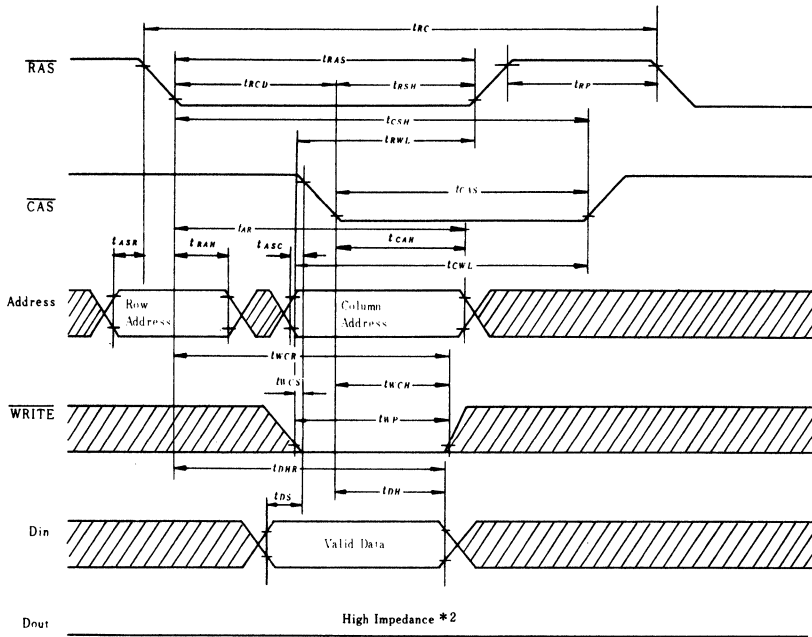 tRC
RAS
tRAS
tRCD
tRSH
tRP
tCSH
tRWL
CAS
tCAS
tAR
tASR
tRAH
tASC
tCAH
tCWL
Address
Row
Address
Column
Address
tWCR
tWCS
tWCH
WRITE
tWP
tDHR
tDS
tDH
Din
Valid Data
Dout
High Impedance *2